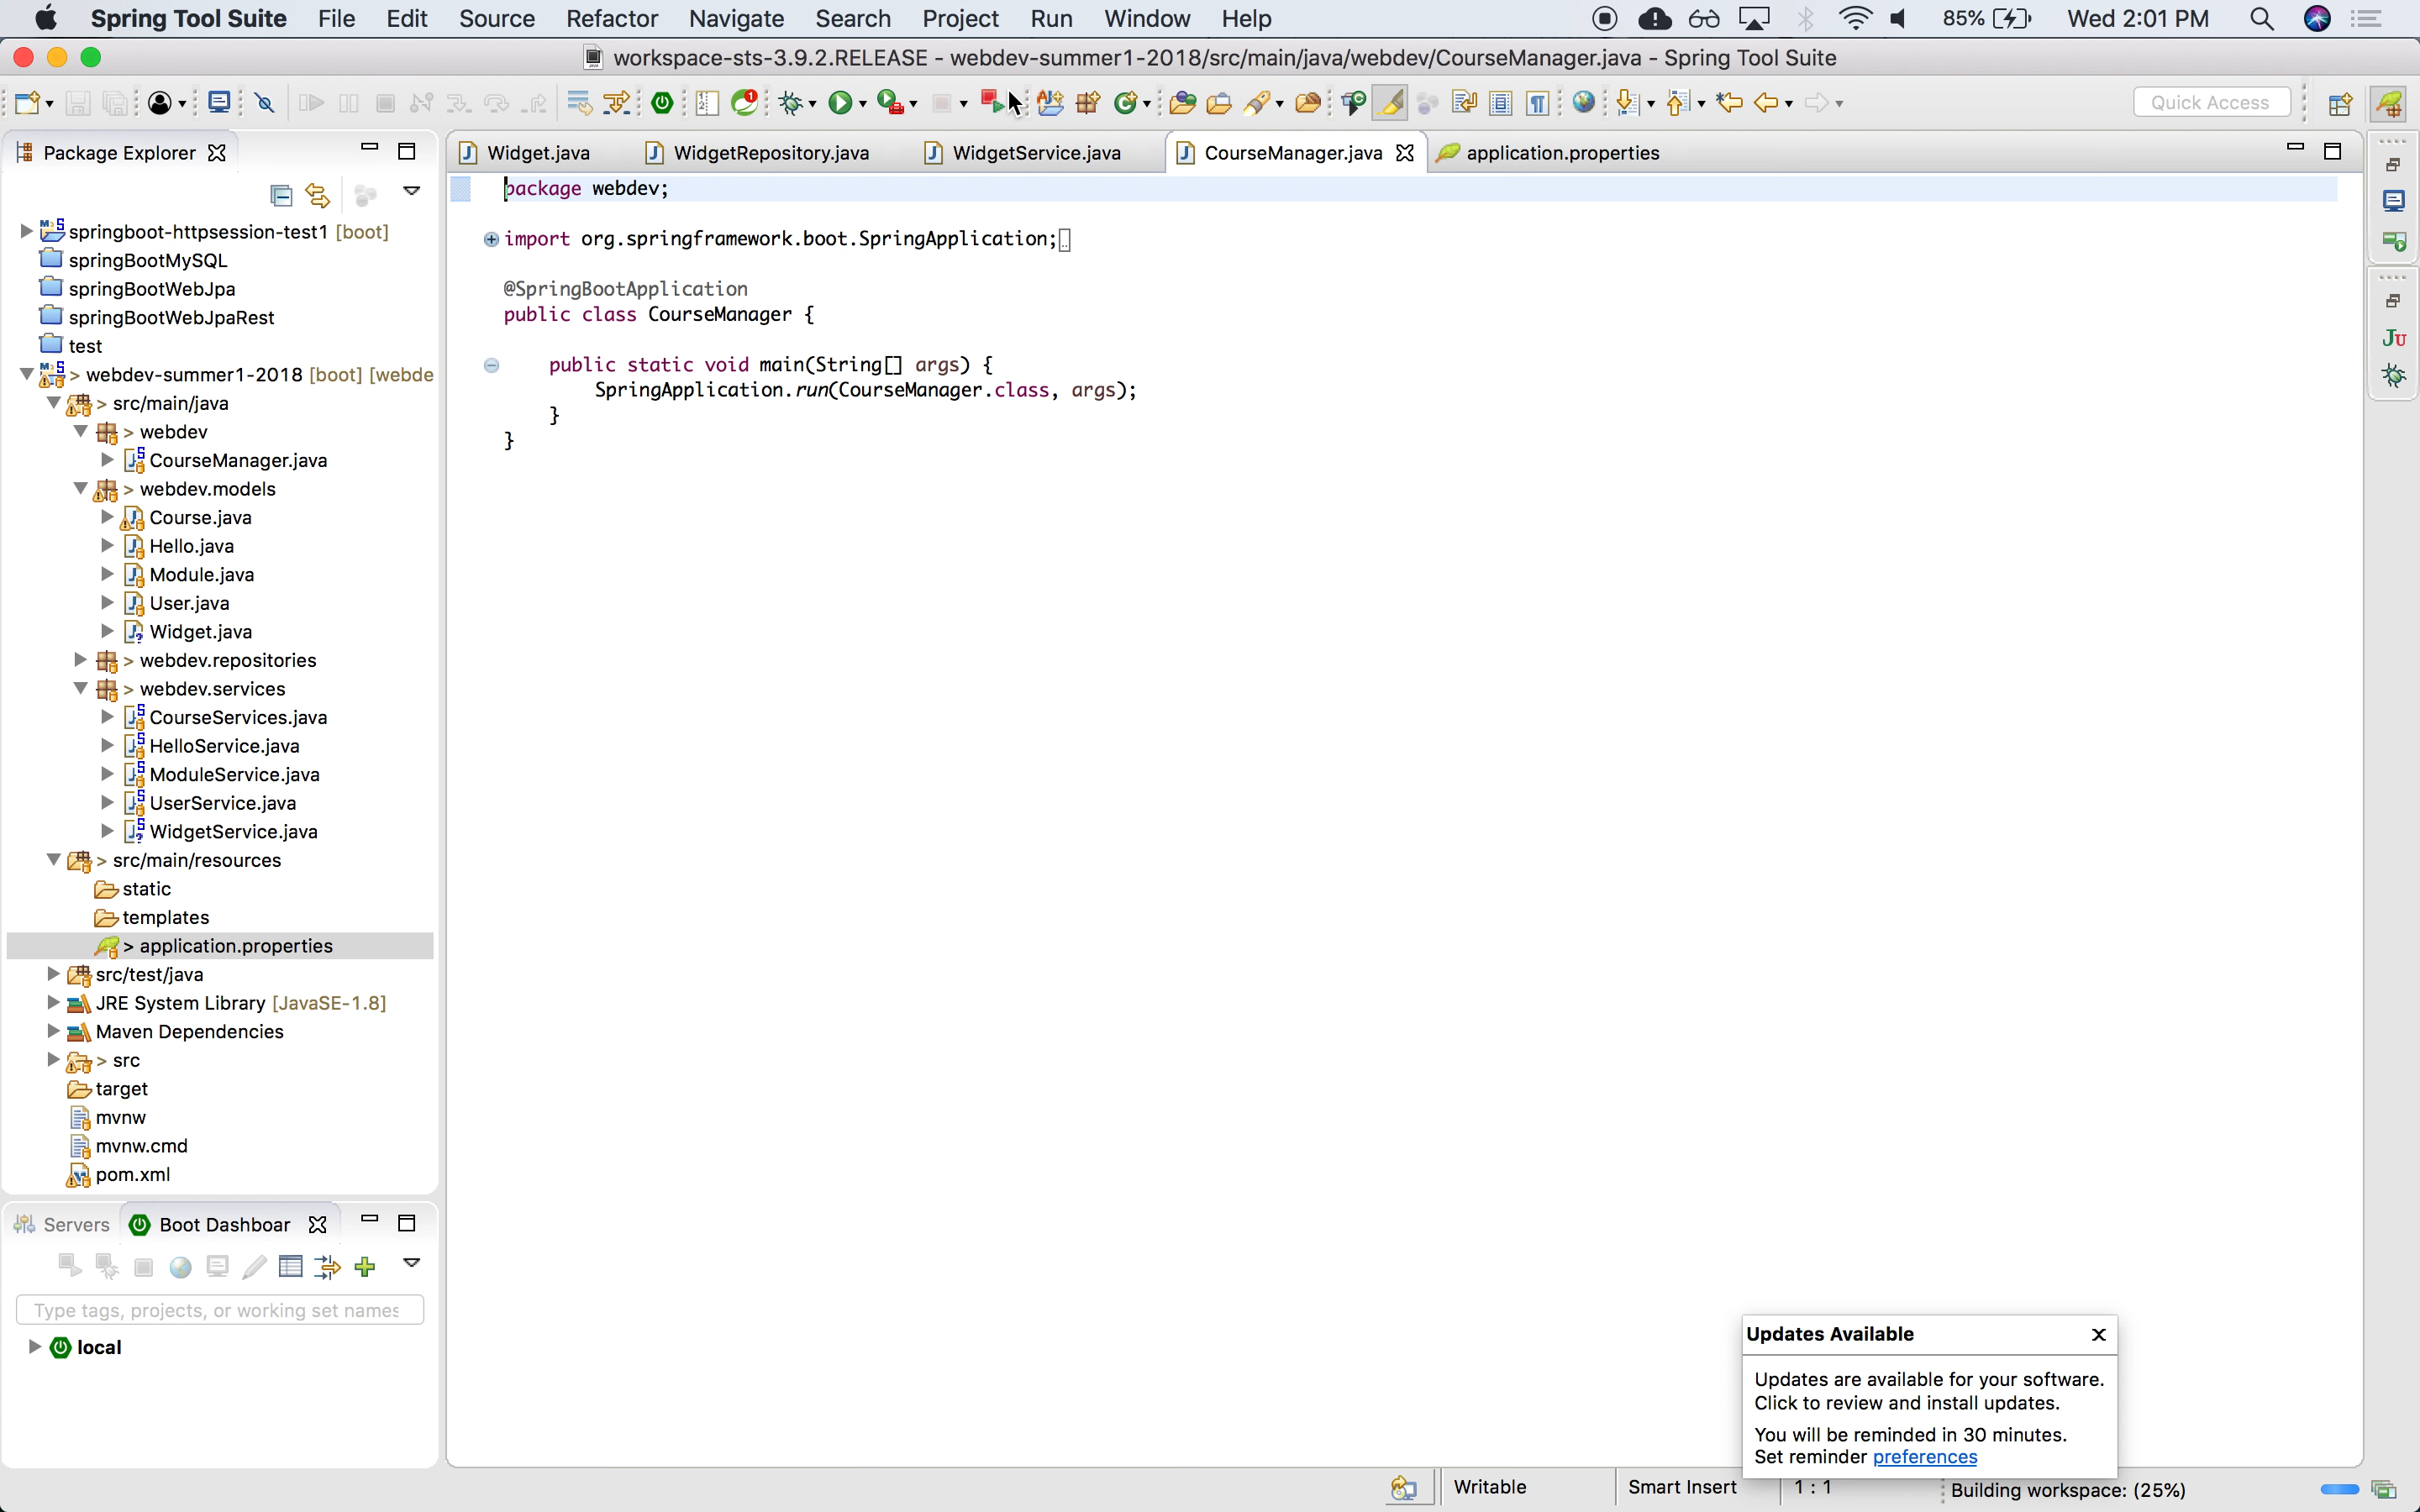 Spring Tool Suite File Edit Source Refactor Navigate Search Project Run Window Help 85% Wed 2:01 PM
workspace-sts-3.9.2.RELEASE - webdev-summer1-2018/src/main/java/webdev/CourseManager.java - Spring Tool Suite
Quick Access
Package Explorer
Widget.java WidgetRepository.java WidgetService.java CourseManager.java application.properties
springboot-httpsession-test1 [boot]
springBootMySQL
springBootWebJpa
springBootWebJpaRest
test
> webdev-summer1-2018 [boot] [webde
> src/main/java
> webdev
CourseManager.java
> webdev.models
Course.java
Hello.java
Module.java
User.java
Widget.java
> webdev.repositories
> webdev.services
CourseServices.java
HelloService.java
ModuleService.java
UserService.java
WidgetService.java
> src/main/resources
static
templates
> application.properties
src/test/java
JRE System Library [JavaSE-1.8]
Maven Dependencies
> src
target
mvnw
mvnw.cmd
pom.xml
package webdev;
import org.springframework.boot.SpringApplication;
@SpringBootApplication
public class CourseManager {
public static void main(String[] args) {
SpringApplication.run(CourseManager.class, args);
}
}
Servers Boot Dashboar
Type tags, projects, or working set names
local
Updates Available
Updates are available for your software.
Click to review and install updates.
You will be reminded in 30 minutes.
Set reminder preferences
Writable Smart Insert 1 : 1 Building workspace: (25%)